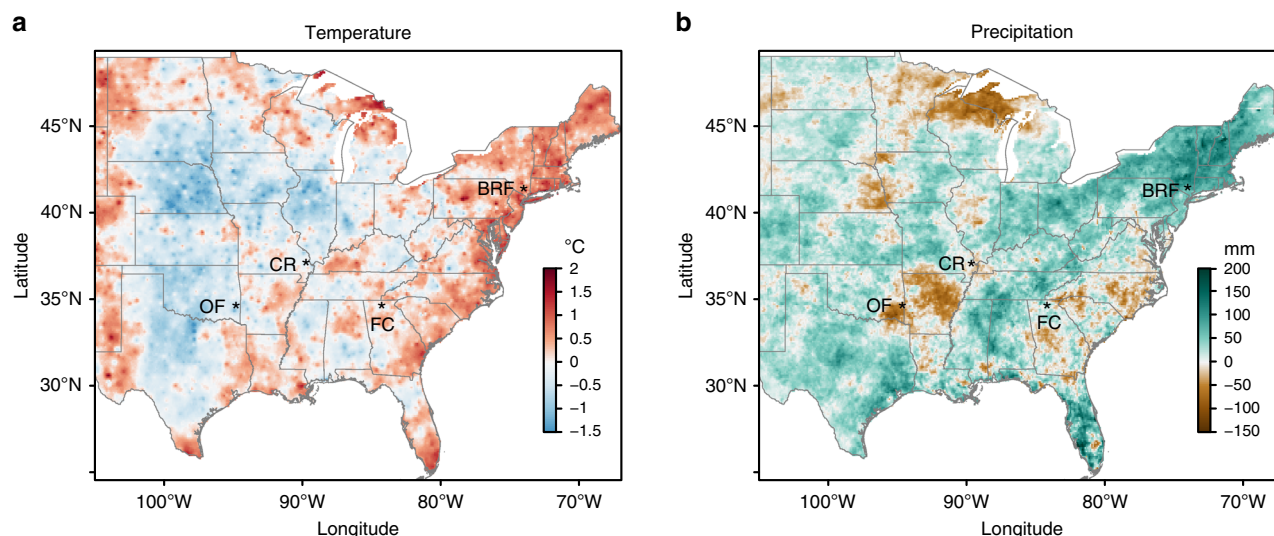 a
Temperature
45°N
40°N
35°N
30°N
Latitude
100°W
90°W
80°W
70°W
Longitude
BRF *
CR *
OF *
*
FC
°C
2
1.5
1
0.5
0
−0.5
−1
−1.5
b
Precipitation
45°N
40°N
35°N
30°N
Latitude
100°W
90°W
80°W
70°W
Longitude
BRF *
CR *
OF *
*
FC
mm
200
150
100
50
0
−50
−100
−150